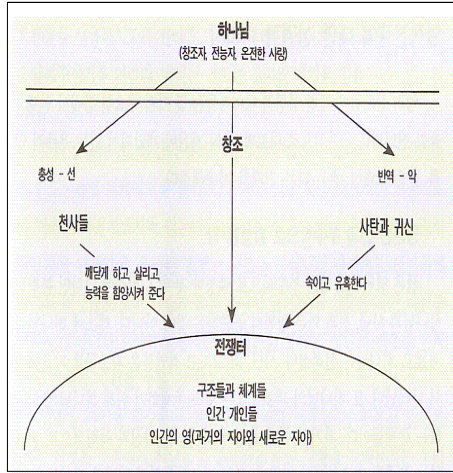 하나님
(창조자, 전능자, 온전한 사랑)
창조
충성 - 선
반역 - 악
천사들
사탄과 귀신
깨닫게 하고, 살리고,
능력을 함양시켜 준다
속이고, 유혹한다
전쟁터
구조들과 체계들
인간 개인들
인간의 영(과거의 자아와 새로운 자아)